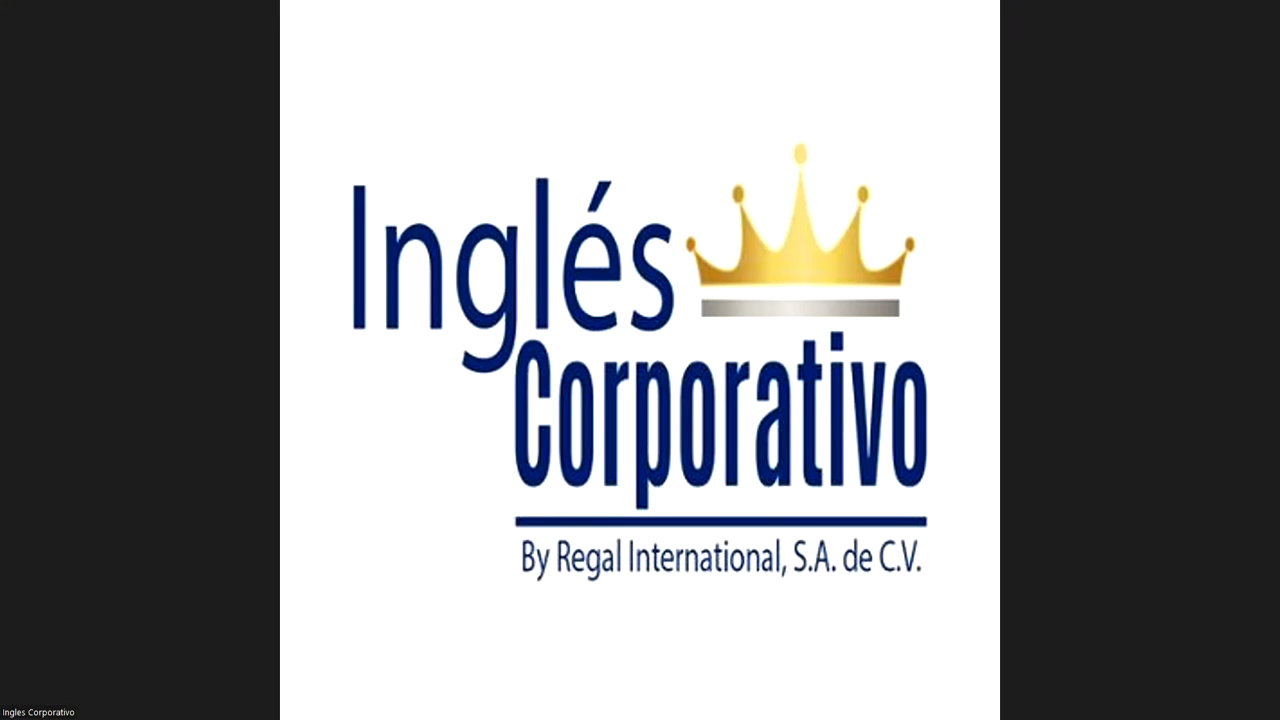 Inglés
Corporativo
By Regal International, S.A. de C.V.
Ingles Corporativo